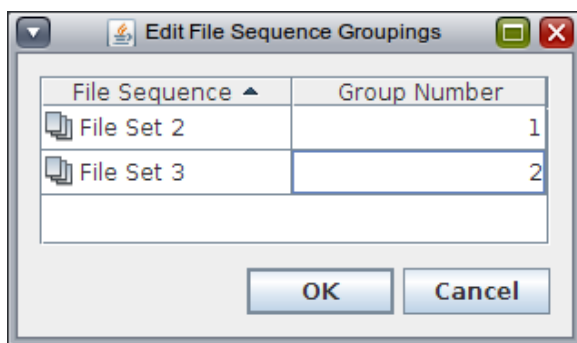 Edit File Sequence Groupings
File Sequence Group Number
File Set 2 1
File Set 3 2
OK Cancel